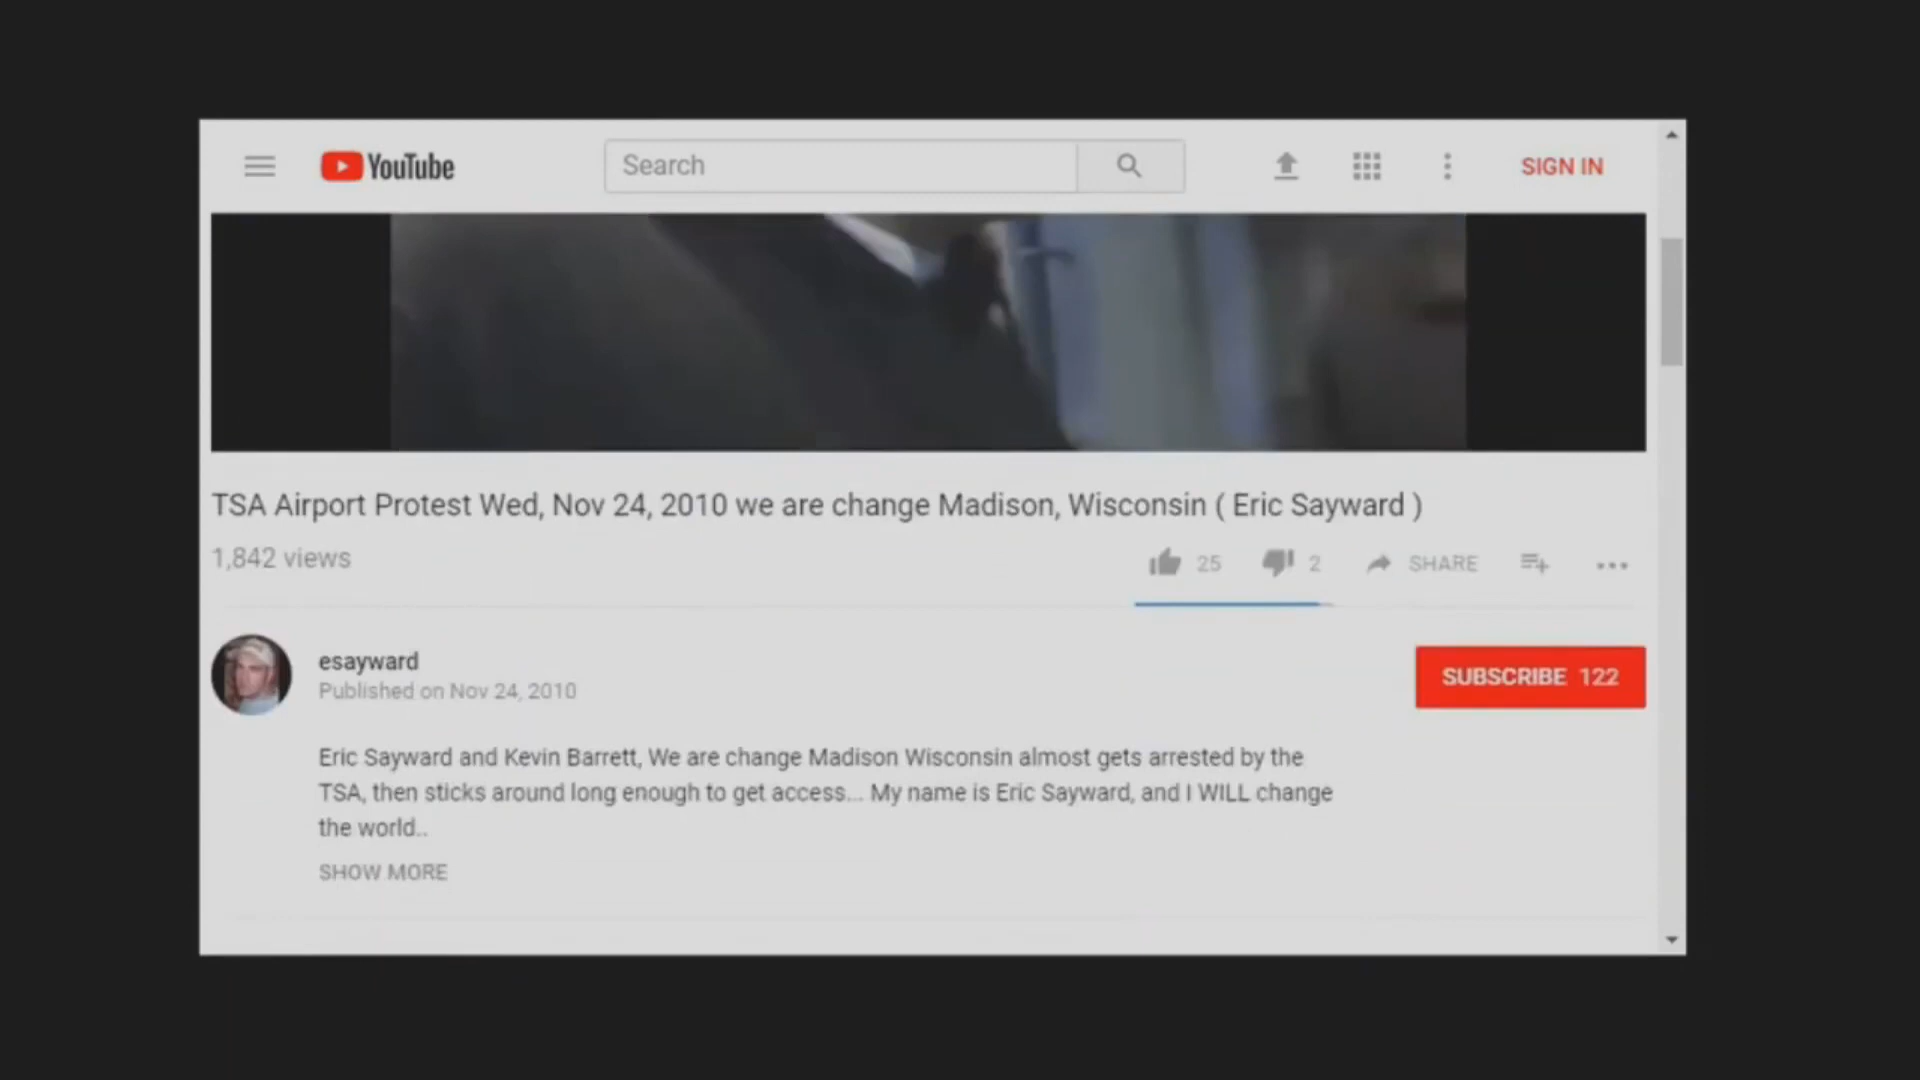 YouTube
Search
SIGN IN
TSA Airport Protest Wed, Nov 24, 2010 we are change Madison, Wisconsin ( Eric Sayward )
1,842 views
25
2
SHARE
esayward
Published on Nov 24, 2010
SUBSCRIBE 122
Eric Sayward and Kevin Barrett, We are change Madison Wisconsin almost gets arrested by the
TSA, then sticks around long enough to get access... My name is Eric Sayward, and I WILL change
the world..
SHOW MORE